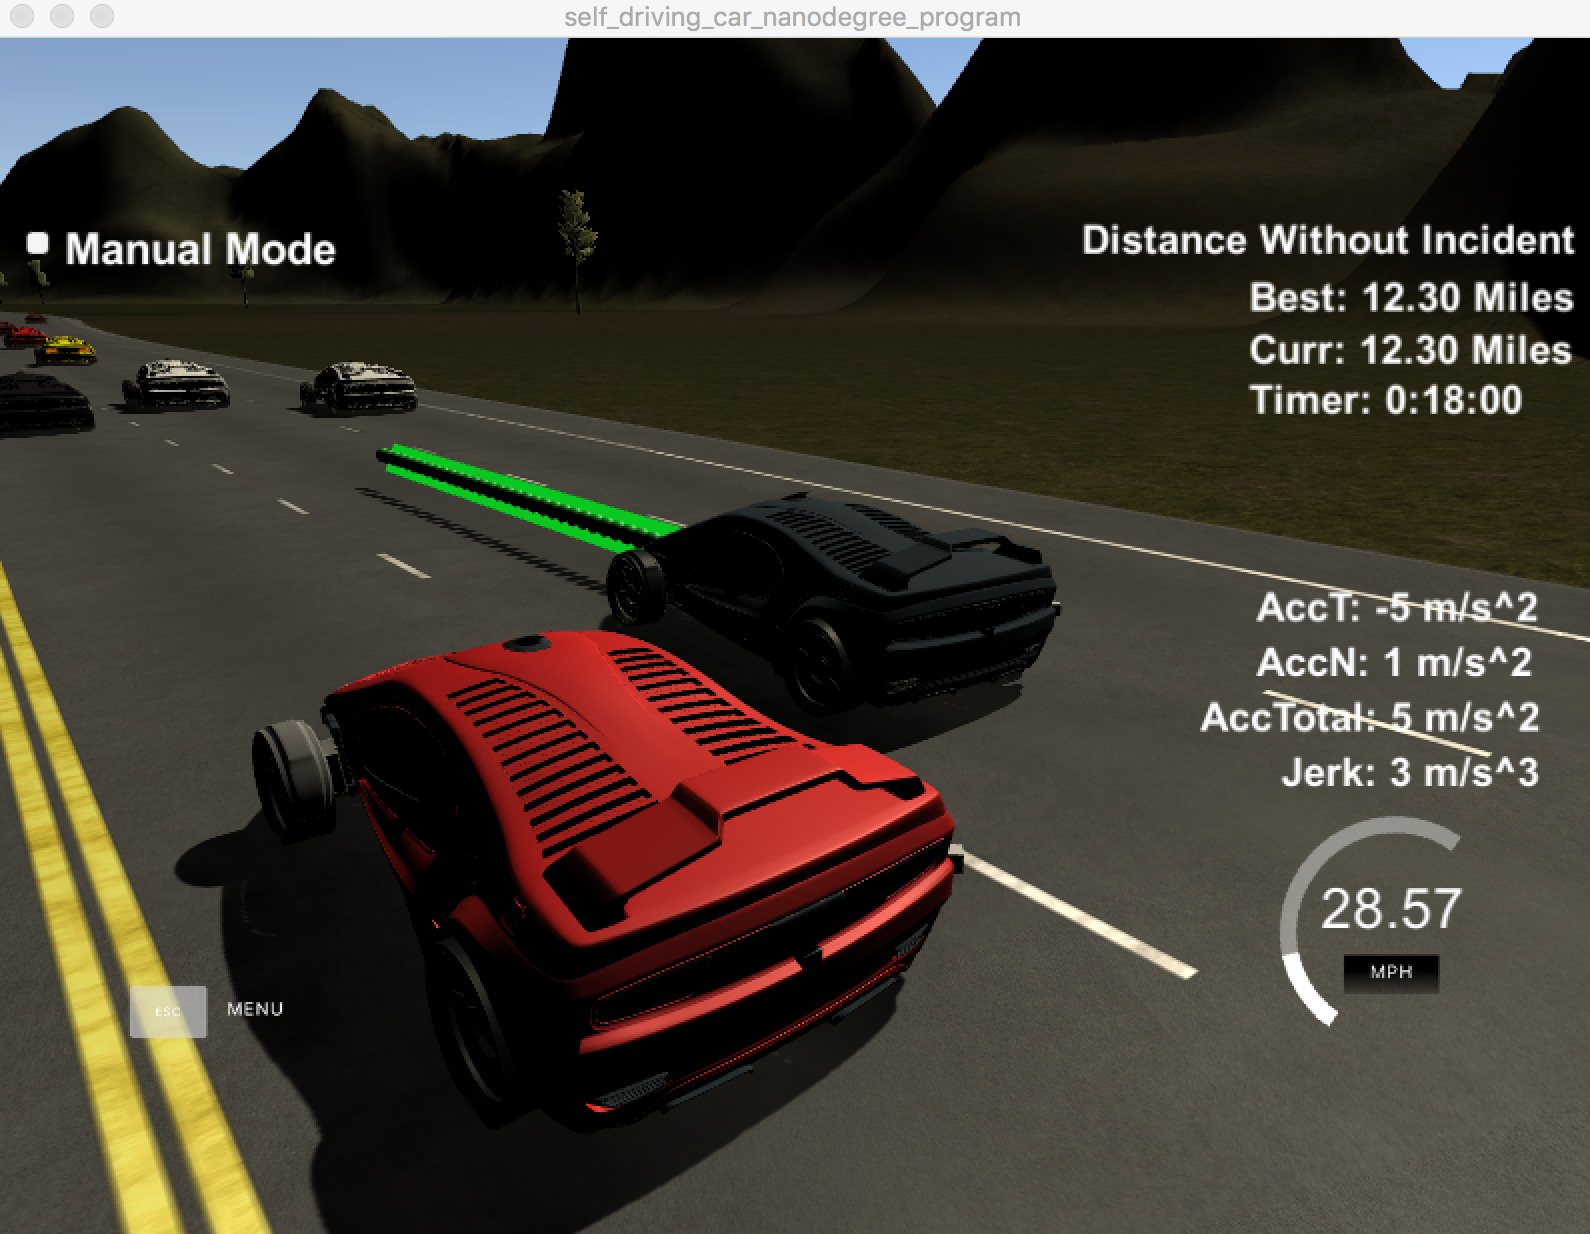 self_driving_car_nanodegree_program
Manual Mode
Distance Without Incident
Best: 12.30 Miles
Curr: 12.30 Miles
Timer: 0:18:00
AccT: -5 m/s^2
AccN: 1 m/s^2
AccTotal: 5 m/s^2
Jerk: 3 m/s^3
28.57
MPH
ESC MENU